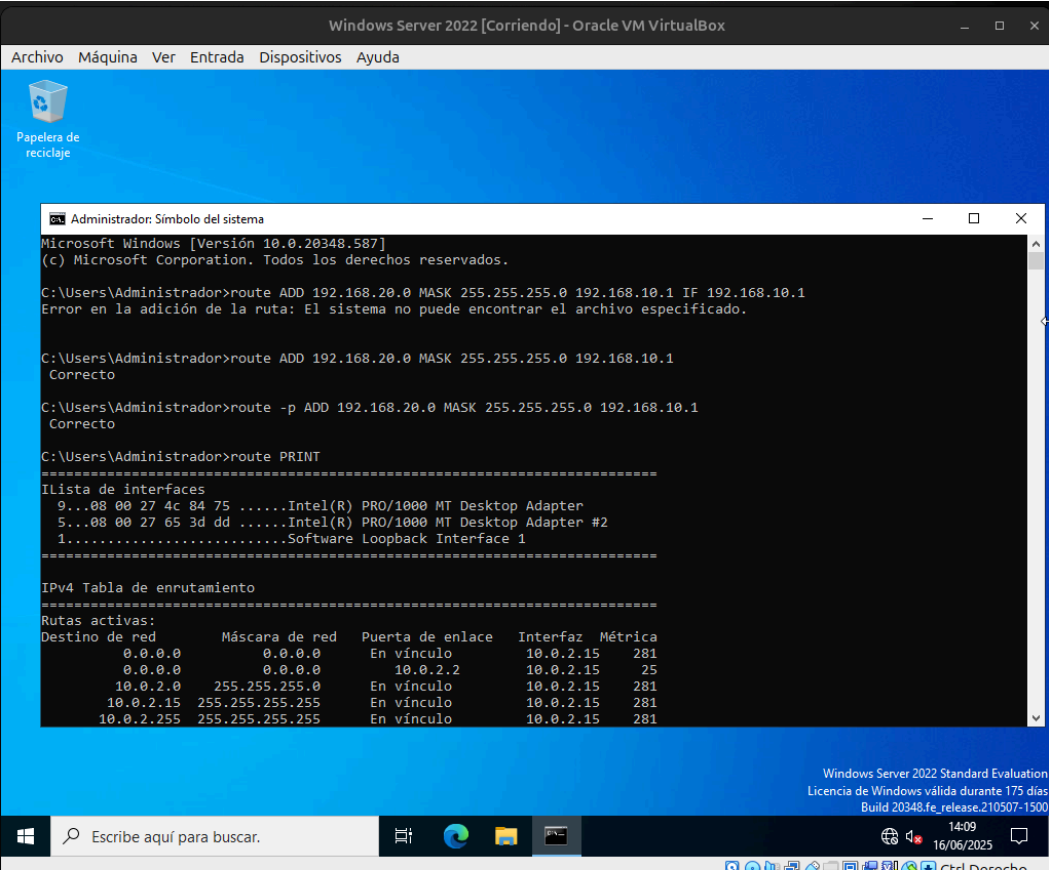 Windows Server 2022 [Corriendo] - Oracle VM VirtualBox
Archivo Máquina Ver Entrada Dispositivos Ayuda
Papelera de
reciclaje
Administrador: Símbolo del sistema
Microsoft Windows [Versión 10.0.20348.587]
(c) Microsoft Corporation. Todos los derechos reservados.
C:\Users\Administrador>route ADD 192.168.20.0 MASK 255.255.255.0 192.168.10.1 IF 192.168.10.1
Error en la adición de la ruta: El sistema no puede encontrar el archivo especificado.
C:\Users\Administrador>route ADD 192.168.20.0 MASK 255.255.255.0 192.168.10.1
Correcto
C:\Users\Administrador>route -p ADD 192.168.20.0 MASK 255.255.255.0 192.168.10.1
Correcto
C:\Users\Administrador>route PRINT
===========================================================================
ILista de interfaces
9...08 00 27 4c 84 75 ......Intel(R) PRO/1000 MT Desktop Adapter
5...08 00 27 65 3d dd ......Intel(R) PRO/1000 MT Desktop Adapter #2
1...........................Software Loopback Interface 1
===========================================================================
IPv4 Tabla de enrutamiento
===========================================================================
Rutas activas:
Destino de red Máscara de red Puerta de enlace Interfaz Métrica
0.0.0.0 0.0.0.0 En vínculo 10.0.2.15 281
0.0.0.0 0.0.0.0 10.0.2.2 10.0.2.15 25
10.0.2.0 255.255.255.0 En vínculo 10.0.2.15 281
10.0.2.15 255.255.255.255 En vínculo 10.0.2.15 281
10.0.2.255 255.255.255.255 En vínculo 10.0.2.15 281
Windows Server 2022 Standard Evaluation
Licencia de Windows válida durante 175 días
Build 20348.fe_release.210507-1500
Escribe aquí para buscar.
14:09
16/06/2025
Ctrl Derecho